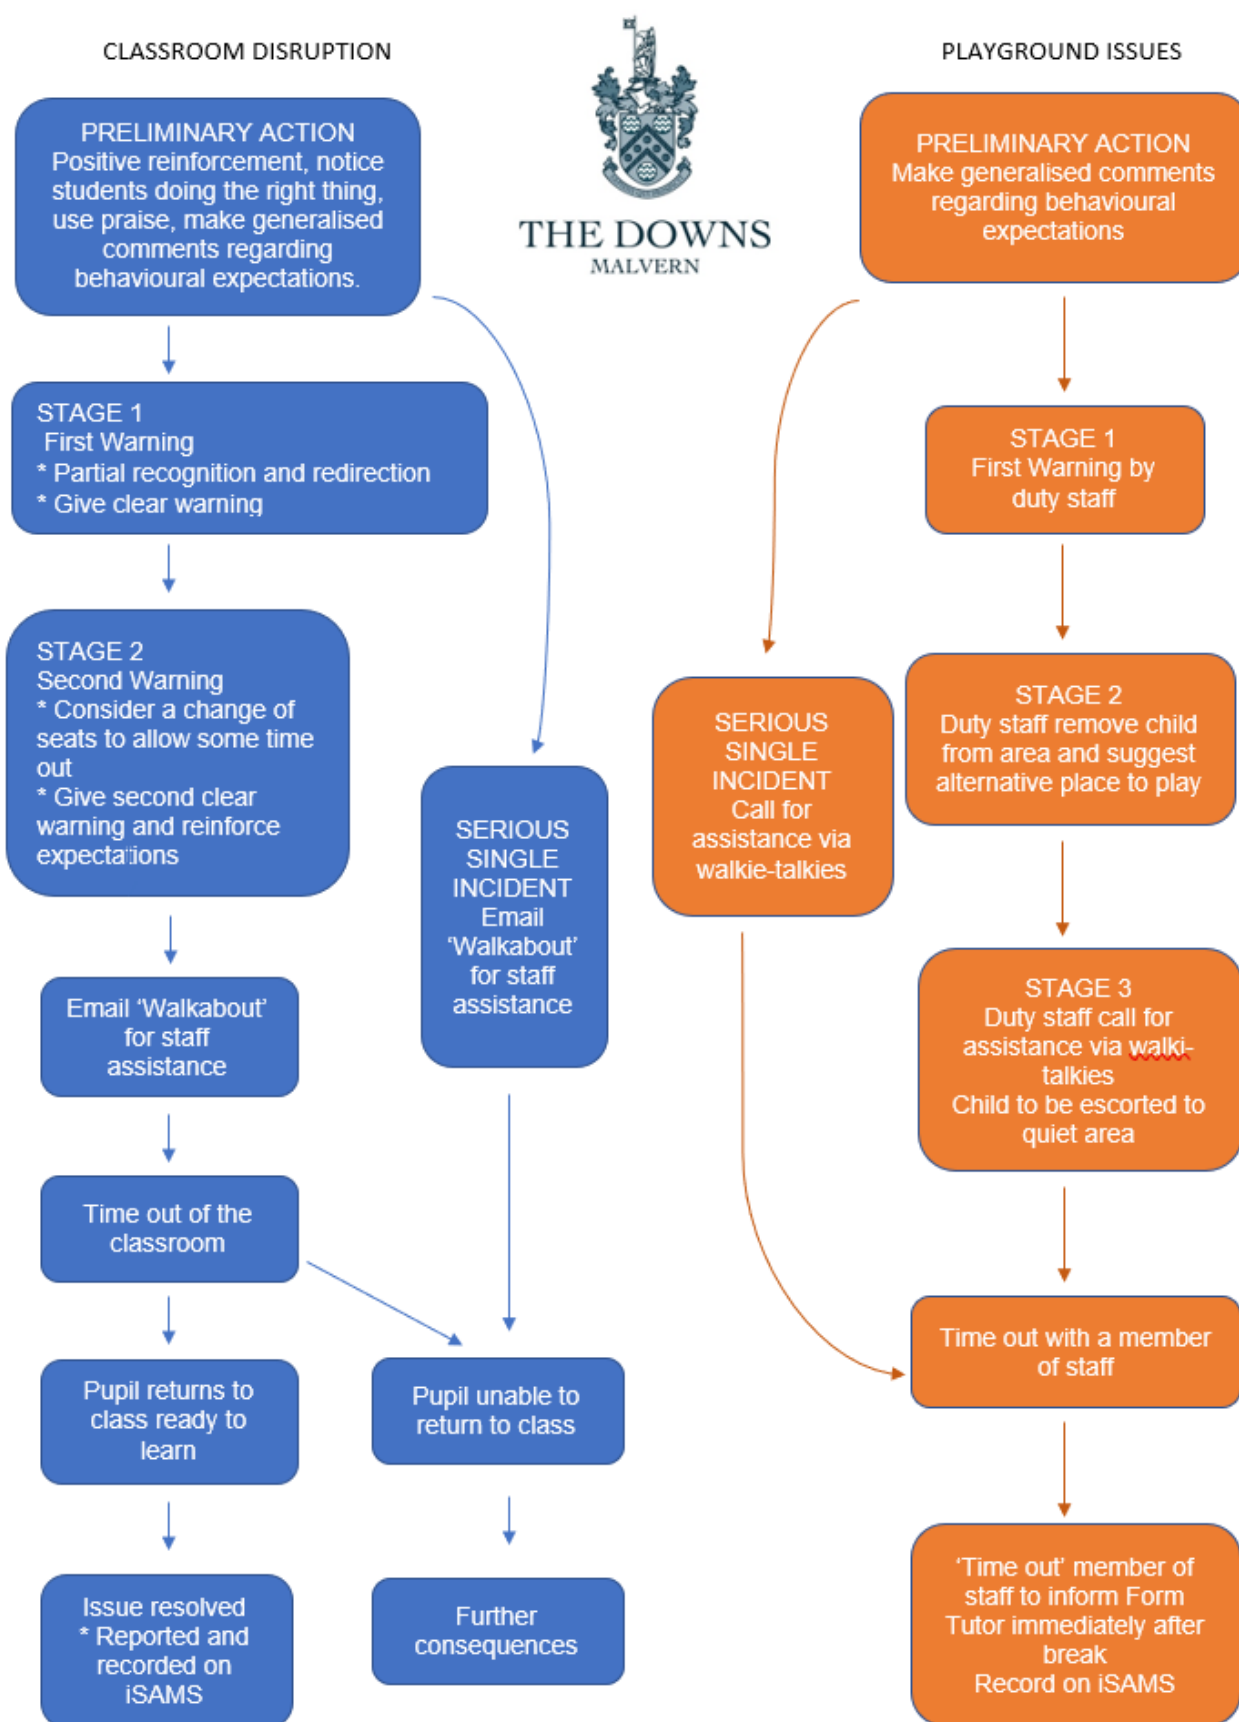 CLASSROOM DISRUPTION
PRELIMINARY ACTION
Positive reinforcement, notice
students doing the right thing,
use praise, make generalised
comments regarding
behavioural expectations.
STAGE 1
First Warning
* Partial recognition and redirection
* Give clear warning
STAGE 2
Second Warning
* Consider a change of
seats to allow some time
out
* Give second clear
warning and reinforce
expectations
Email ‘Walkabout’
for staff
assistance
Time out of the
classroom
Pupil returns to
class ready to
learn
Issue resolved
* Reported and
recorded on
iSAMS
SERIOUS
SINGLE
INCIDENT
Email
‘Walkabout’
for staff
assistance
Pupil unable to
return to class
Further
consequences
THE DOWNS
MALVERN
PLAYGROUND ISSUES
PRELIMINARY ACTION
Make generalised comments
regarding behavioural
expectations
SERIOUS
SINGLE
INCIDENT
Call for
assistance via
walkie-talkies
STAGE 1
First Warning by
duty staff
STAGE 2
Duty staff remove child
from area and suggest
alternative place to play
STAGE 3
Duty staff call for
assistance via walki-
talkies
Child to be escorted to
quiet area
Time out with a member
of staff
‘Time out’ member of
staff to inform Form
Tutor immediately after
break
Record on iSAMS